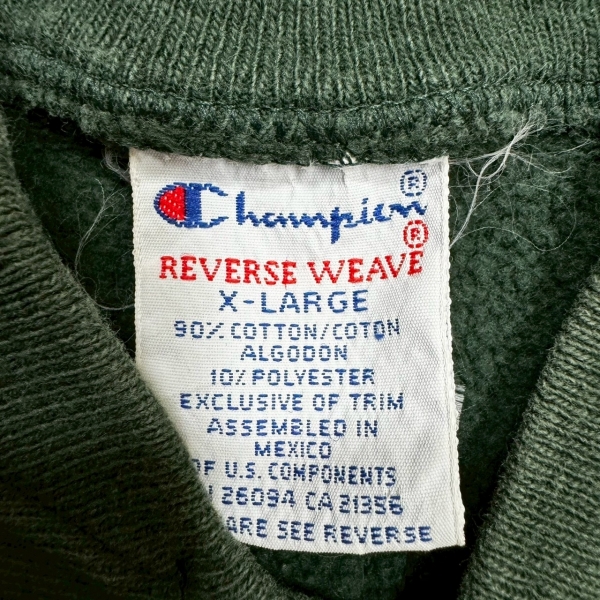 Champion®
REVERSE WEAVE®
X-LARGE
90% COTTON/COTON
ALGODON
10% POLYESTER
EXCLUSIVE OF TRIM
ASSEMBLED IN
MEXICO
OF U.S. COMPONENTS
26094 CA 21356
ARE SEE REVERSE